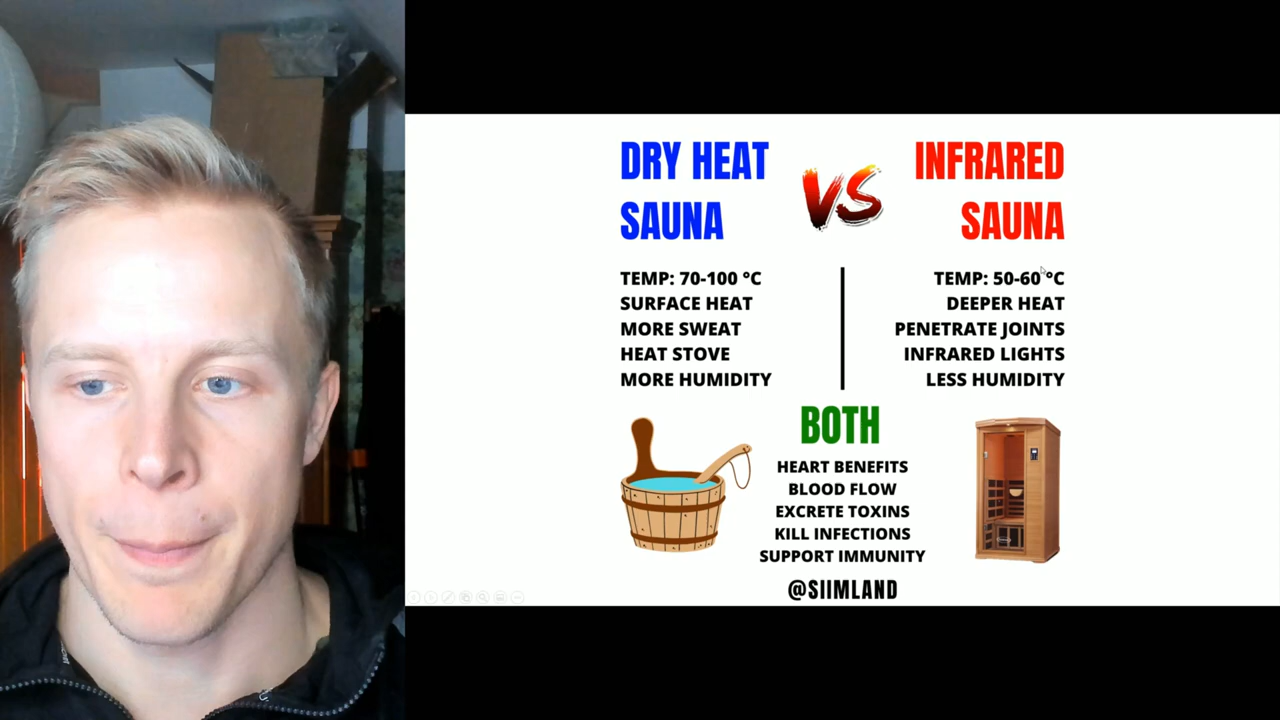 DRY HEAT
SAUNA
VS
INFRARED
SAUNA
TEMP: 70-100 °C
SURFACE HEAT
MORE SWEAT
HEAT STOVE
MORE HUMIDITY
TEMP: 50-60 °C
DEEPER HEAT
PENETRATE JOINTS
INFRARED LIGHTS
LESS HUMIDITY
BOTH
HEART BENEFITS
BLOOD FLOW
EXCRETE TOXINS
KILL INFECTIONS
SUPPORT IMMUNITY
@SIIMLAND